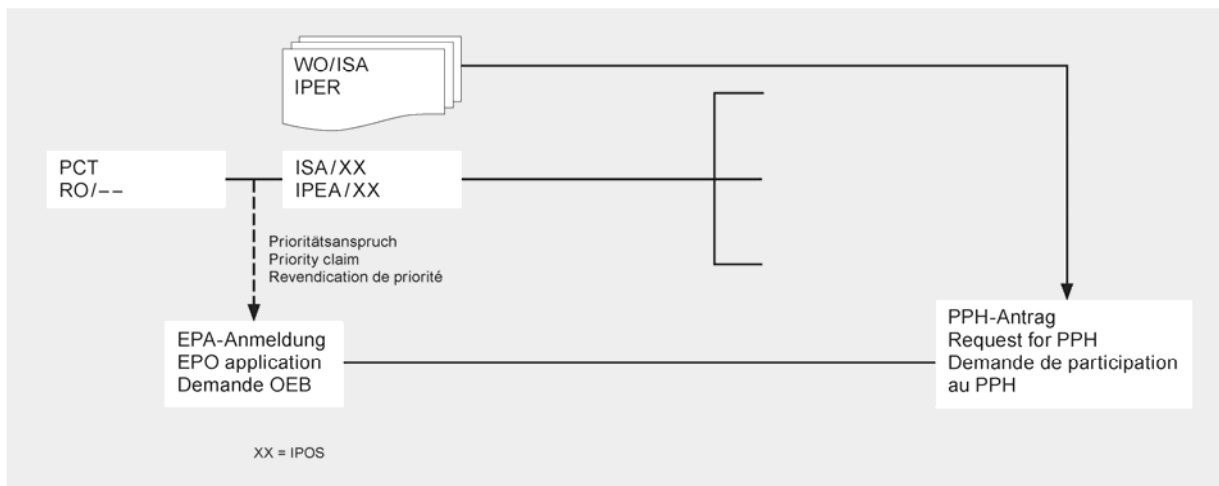 WO/ISA
IPER
PCT
RO/--
ISA/XX
IPEA/XX
Prioritätsanspruch
Priority claim
Revendication de priorité
EPA-Anmeldung
EPO application
Demande OEB
PPH-Antrag
Request for PPH
Demande de participation
au PPH
XX = IPOS